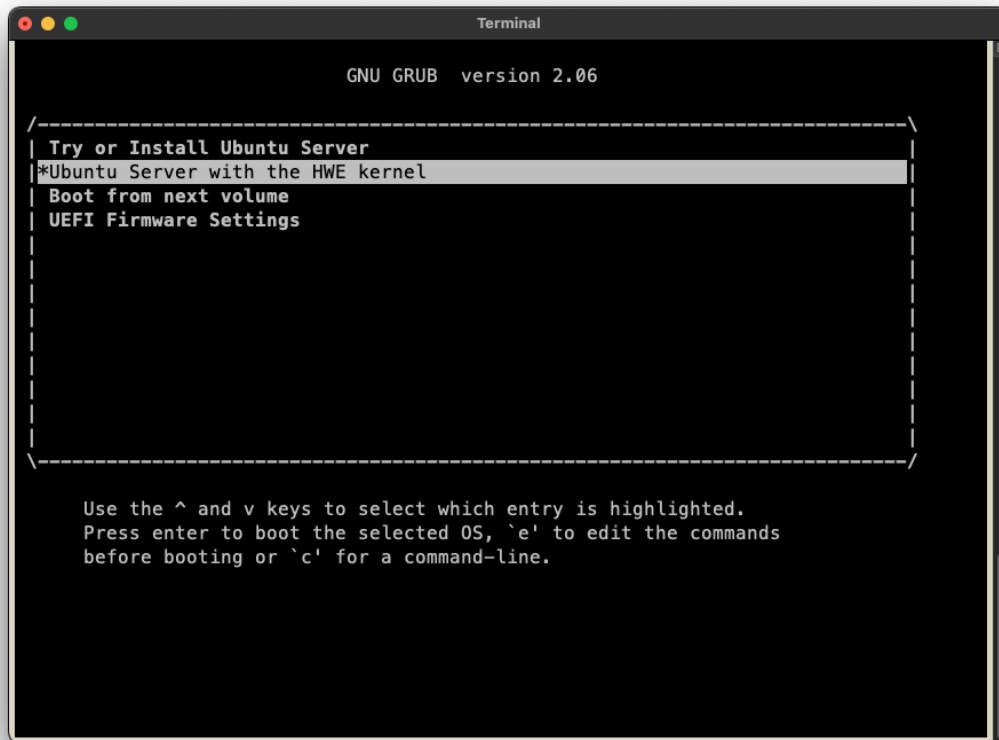 Terminal
GNU GRUB  version 2.06
Try or Install Ubuntu Server
*Ubuntu Server with the HWE kernel
Boot from next volume
UEFI Firmware Settings
Use the ^ and v keys to select which entry is highlighted.
Press enter to boot the selected OS, `e' to edit the commands
before booting or `c' for a command-line.